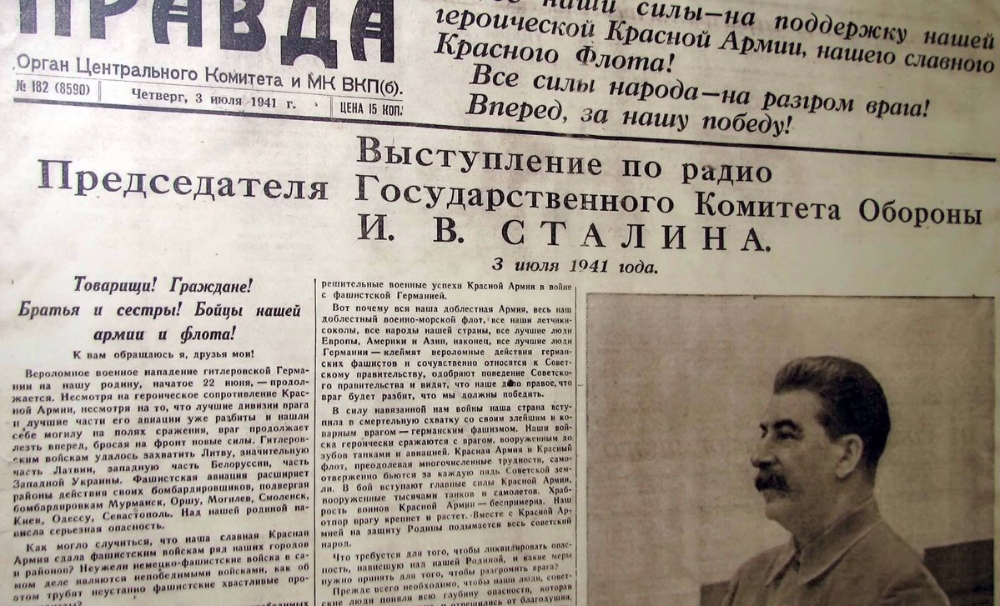 ПРАВДА
Орган Центрального Комитета и МК ВКП(б).
№ 182 (8590)
Четверг, 3 июля 1941 г.
ЦЕНА 15 КОП.
наши силы—на поддержку нашей
героической Красной Армии, нашего славного
Красного Флота!
Все силы народа—на разгром врага!
Вперед, за нашу победу!
Выступление по радио
Председателя Государственного Комитета Обороны
И. В. СТАЛИНА.
3 июля 1941 года.
Товарищи! Граждане!
Братья и сестры! Бойцы нашей
армии и флота!
К вам обращаюсь я, друзья мои!
Вероломное военное нападение гитлеровской Герма-
нии на нашу родину, начатое 22 июня, — продол-
жается. Несмотря на героическое сопротивление Крас-
ной Армии, несмотря на то, что лучшие дивизии врага
и лучшие части его авиации уже разбиты и нашли
себе могилу на полях сражения, враг продолжает
лезть вперед, бросая на фронт новые силы. Гитлеров-
ским войскам удалось захватить Литву, значительную
часть Латвии, западную часть Белоруссии, часть
Западной Украины. Фашистская авиация расширяет
районы действия своих бомбардировщиков, подвергая
бомбардировкам Мурманск, Оршу, Могилев, Смоленск,
Киев, Одессу, Севастополь. Над нашей родиной на-
висла серьезная опасность.
Как могло случиться, что наша славная Красная
Армия сдала фашистским войскам ряд наших городов
и районов? Неужели немецко-фашистские войска в са-
мом деле являются непобедимыми войсками, как об
этом трубят неустанно фашистские хвастливые про-
решительные военные успехи Красной Армии в войне
с фашистской Германией.
Вот почему вся наша доблестная Армия, весь наш
доблестный военно-морской флот, все наши летчики-
соколы, все народы нашей страны, все лучшие люди
Европы, Америки и Азии, наконец, все лучшие люди
Германии — клеймят вероломные действия герман-
ских фашистов и сочувственно относятся к Совет-
скому правительству, одобряют поведение Советско-
го правительства и видят, что наше дело правое, что
враг будет разбит, что мы должны победить.
В силу навязанной нам войны наша страна всту-
пила в смертельную схватку со своим злейшим и ко-
варным врагом — германским фашизмом. Наши вой-
ска героически сражаются с врагом, вооруженным до
зубов танками и авиацией. Красная Армия и Красный
флот, преодолевая многочисленные трудности, само-
отверженно бьются за каждую пядь Советской зем-
ли. В бой вступают главные силы Красной Армии,
вооруженные тысячами танков и самолетов. Храб-
рость воинов Красной Армии — беспримерна. Наш
отпор врагу крепнет и растет. Вместе с Красной Ар-
мией на защиту Родины подымается весь советский
народ.
Что требуется для того, чтобы ликвидировать опас-
ность, нависшую над нашей Родиной, и какие меры
нужно принять для того, чтобы разгромить врага?
Прежде всего необходимо, чтобы наши люди, совет-
ские люди поняли всю глубину опасности, которая